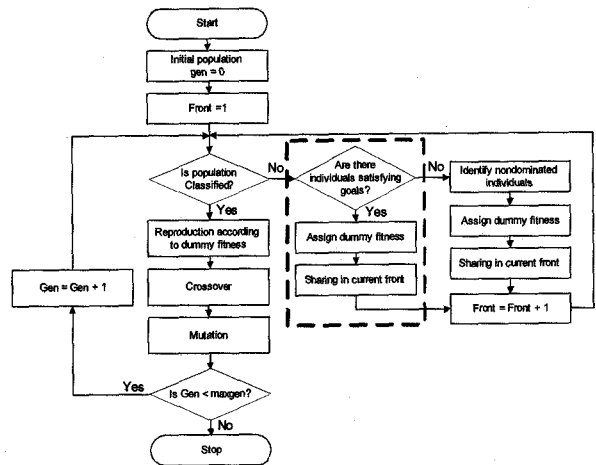 Start
Initial population
gen = 0
Front =1
Is population
Classified?
No
Yes
Are there
individuals satisfying
goals?
No
Yes
Identify nondominated
individuals
Reproduction according
to dummy fitness
Assign dummy fitness
Assign dummy fitness
Sharing in current front
Sharing in current front
Gen = Gen + 1
Crossover
Front = Front + 1
Mutation
Yes
Is Gen < maxgen?
No
Stop